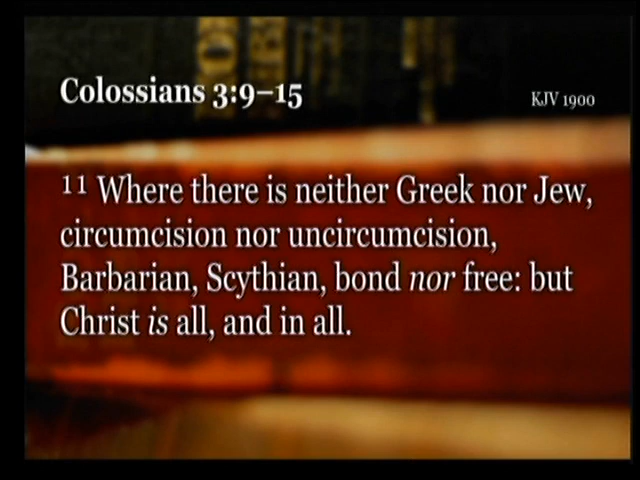 Colossians 3:9–15
KJV 1900
11 Where there is neither Greek nor Jew,
circumcision nor uncircumcision,
Barbarian, Scythian, bond nor free: but
Christ is all, and in all.